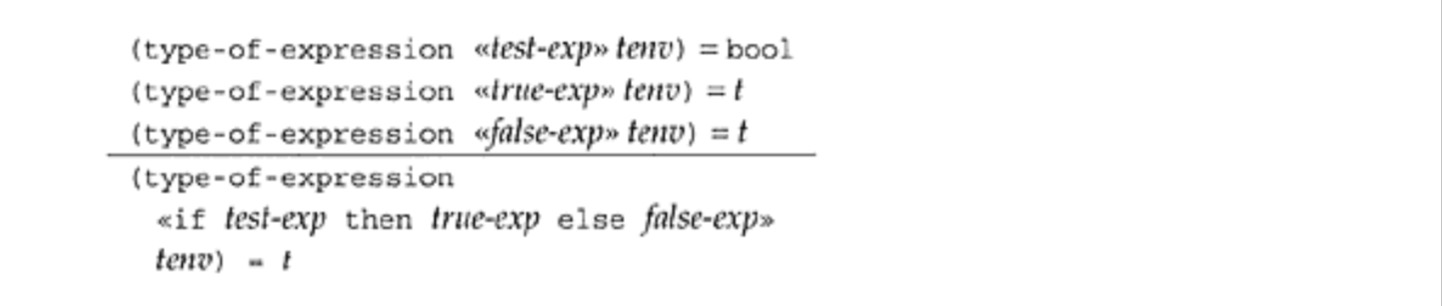 (type-of-expression «test-exp» tenv) = bool
(type-of-expression «true-exp» tenv) = t
(type-of-expression «false-exp» tenv) = t
(type-of-expression
«if test-exp then true-exp else false-exp»
tenv) = t